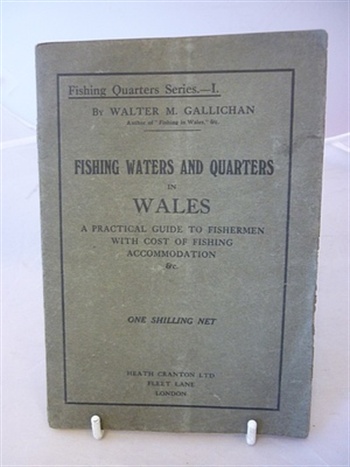 Fishing Quarters Series.—I.
By WALTER M. GALLICHAN
Author of "Fishing in Wales," &c.
FISHING WATERS AND QUARTERS
IN
WALES
A PRACTICAL GUIDE TO FISHERMEN
WITH COST OF FISHING
ACCOMMODATION
&c.
ONE SHILLING NET
HEATH CRANTON LTD
FLEET LANE
LONDON